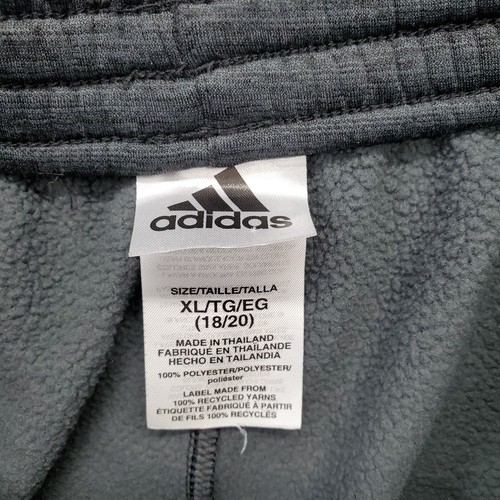 adidas
SIZE/TAILLE/TALLA
XL/TG/EG
(18/20)
MADE IN THAILAND
FABRIQUÉ EN THAÏLANDE
HECHO EN TAILANDIA
100% POLYESTER/POLYESTER/
poliéster
LABEL MADE FROM
100% RECYCLED YARNS
ÉTIQUETTE FABRIQUÉ À PARTIR
DE FILS 100% RECYCLÉS